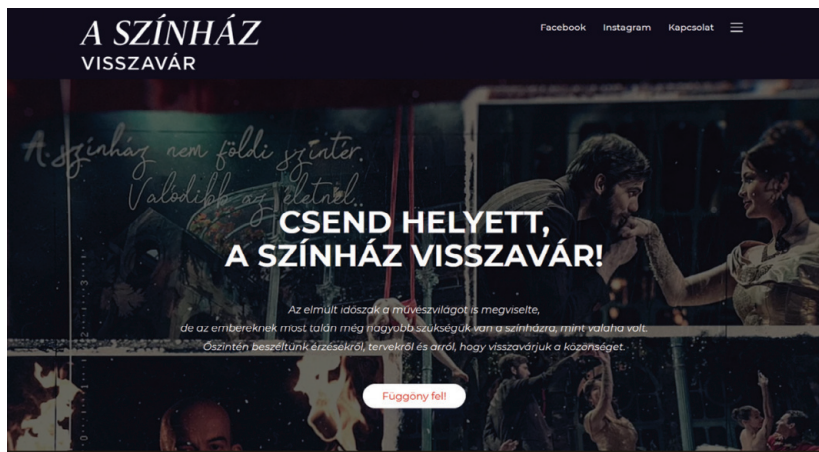 A SZÍNHÁZ
VISSZAVÁR
Facebook Instagram Kapcsolat
A színház nem földi színtér.
Valódibb az életnél..
CSEND HELYETT,
A SZÍNHÁZ VISSZAVÁR!
Az elmúlt időszak a művészvilágot is megviselte,
de az embereknek most talán még nagyobb szükségük van a színházra, mint valaha volt.
Őszintén beszéltünk érzésekről, tervekről és arról, hogy visszavárjuk a közönséget.
Függöny fel!